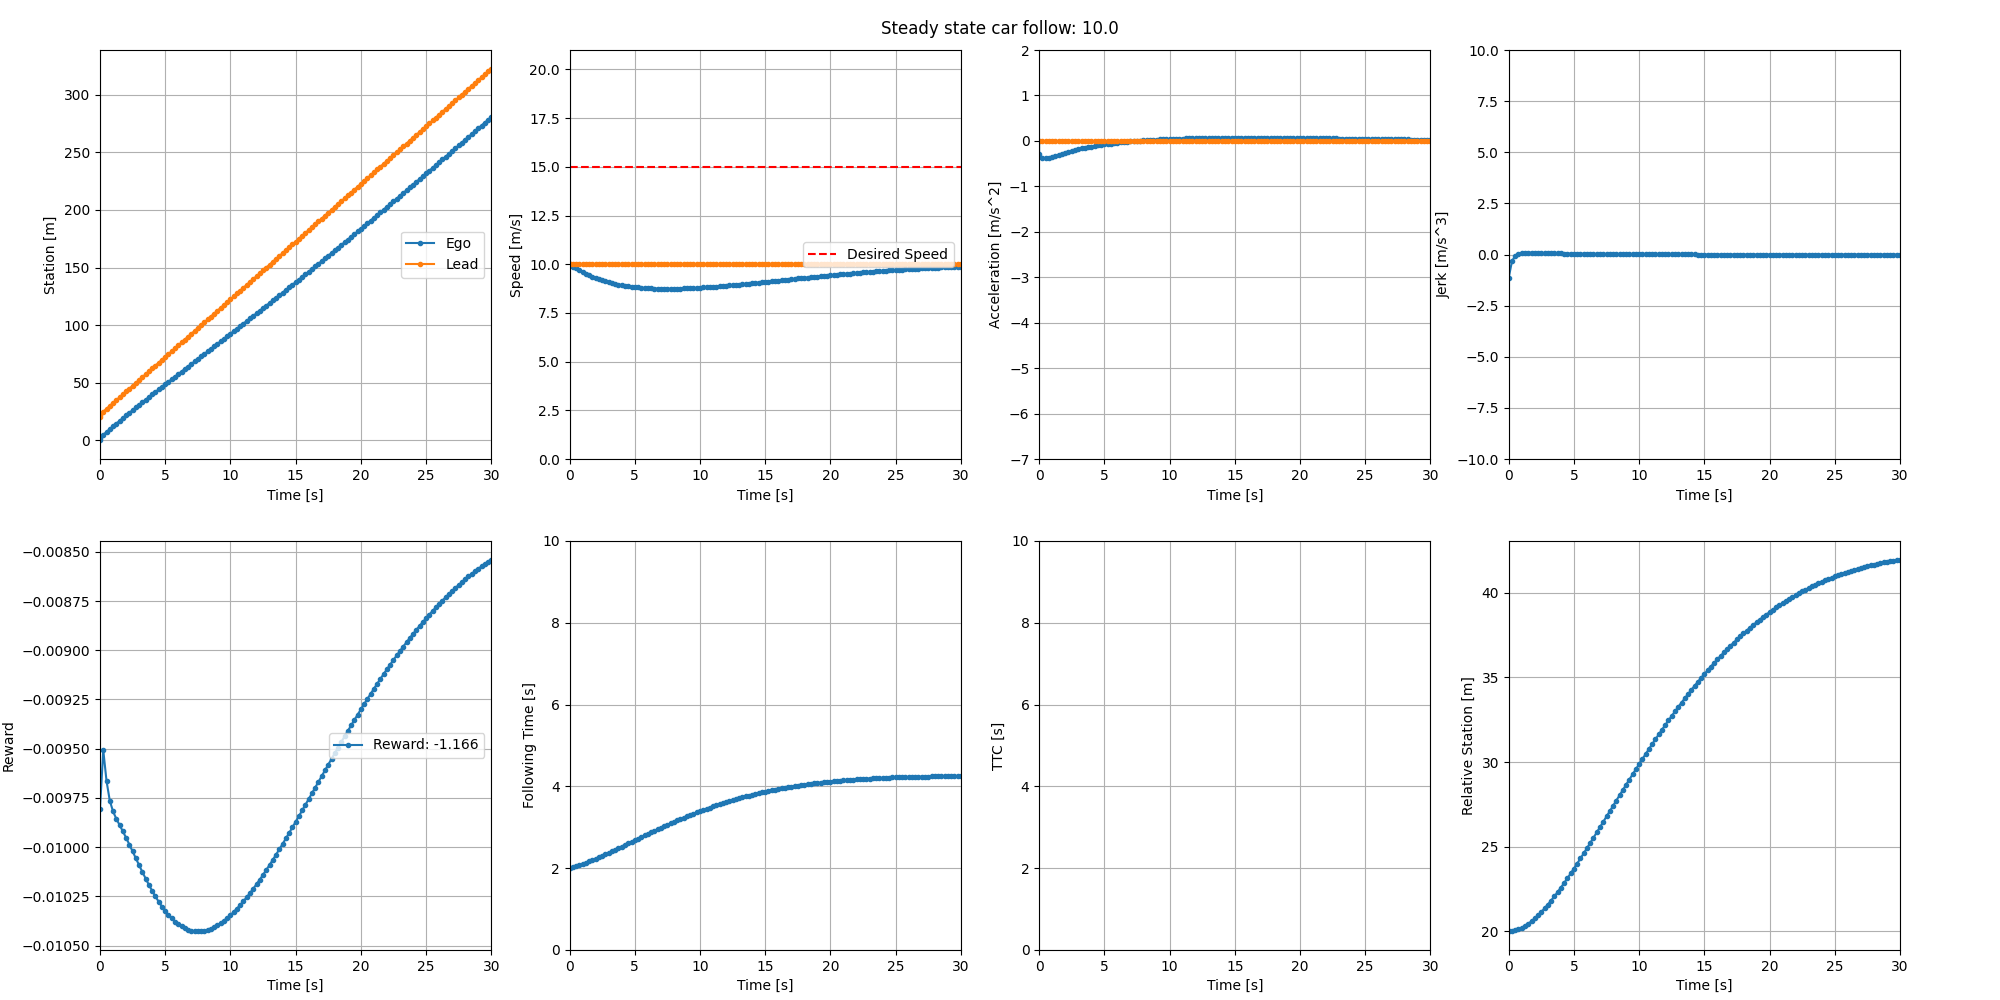 Steady state car follow: 10.0
Station [m]
300
250
200
150
100
50
0
Ego
Lead
0 5 10 15 20 25 30
Time [s]
Speed [m/s]
20.0
17.5
15.0
12.5
10.0
7.5
5.0
2.5
0.0
Desired Speed
0 5 10 15 20 25 30
Time [s]
Acceleration [m/s^2]
2
1
0
−1
−2
−3
−4
−5
−6
−7
0 5 10 15 20 25 30
Time [s]
Jerk [m/s^3]
10.0
7.5
5.0
2.5
0.0
−2.5
−5.0
−7.5
−10.0
0 5 10 15 20 25 30
Time [s]
Reward
−0.00850
−0.00875
−0.00900
−0.00925
−0.00950
−0.00975
−0.01000
−0.01025
−0.01050
Reward: -1.166
0 5 10 15 20 25 30
Time [s]
Following Time [s]
10
8
6
4
2
0
0 5 10 15 20 25 30
Time [s]
TTC [s]
10
8
6
4
2
0
0 5 10 15 20 25 30
Time [s]
Relative Station [m]
40
35
30
25
20
0 5 10 15 20 25 30
Time [s]